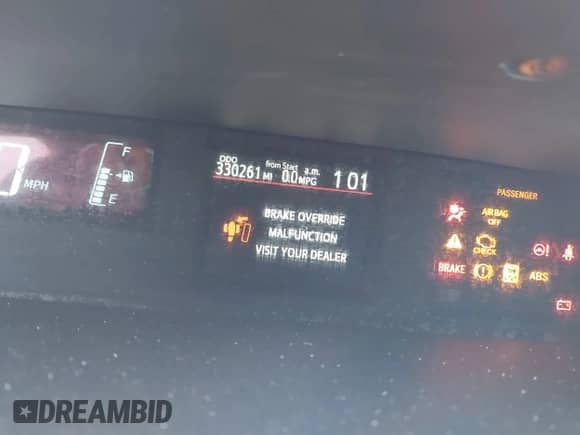 ODO from Start a.m.
330261 MI 0.0 MPG 1 01
F
E
MPH
BRAKE OVERRIDE
MALFUNCTION
VISIT YOUR DEALER
PASSENGER
AIR BAG
OFF
CHECK
BRAKE ABS
DREAMBID